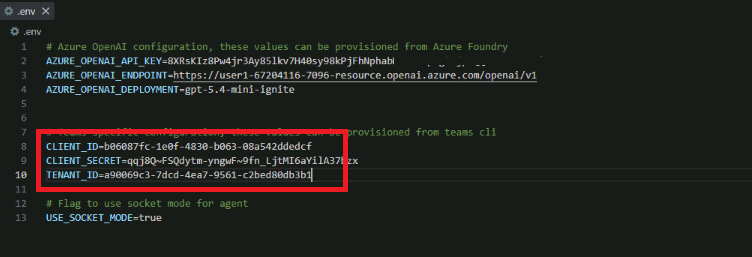 .env
.env
1 # Azure OpenAI configuration, these values can be provisioned from Azure Foundry
2 AZURE_OPENAI_API_KEY=8XRsKIz8Pw4jr3Ay85lkv7H40sy98kPjFhNphab
3 AZURE_OPENAI_ENDPOINT=https://user1-67204116-7096-resource.openai.azure.com/openai/v1
4 AZURE_OPENAI_DEPLOYMENT=gpt-5.4-mini-ignite
5
6
7 # Teams specific configuration, these values can be provisioned from teams cli
8 CLIENT_ID=b06087fc-1e0f-4830-b063-08a542ddedcf
9 CLIENT_SECRET=qqj8Q~FSQdytm-yngwF~9fn_LjtMI6aYilA37bzx
10 TENANT_ID=a90069c3-7dcd-4ea7-9561-c2bed80db3b1
11
12 # Flag to use socket mode for agent
13 USE_SOCKET_MODE=true